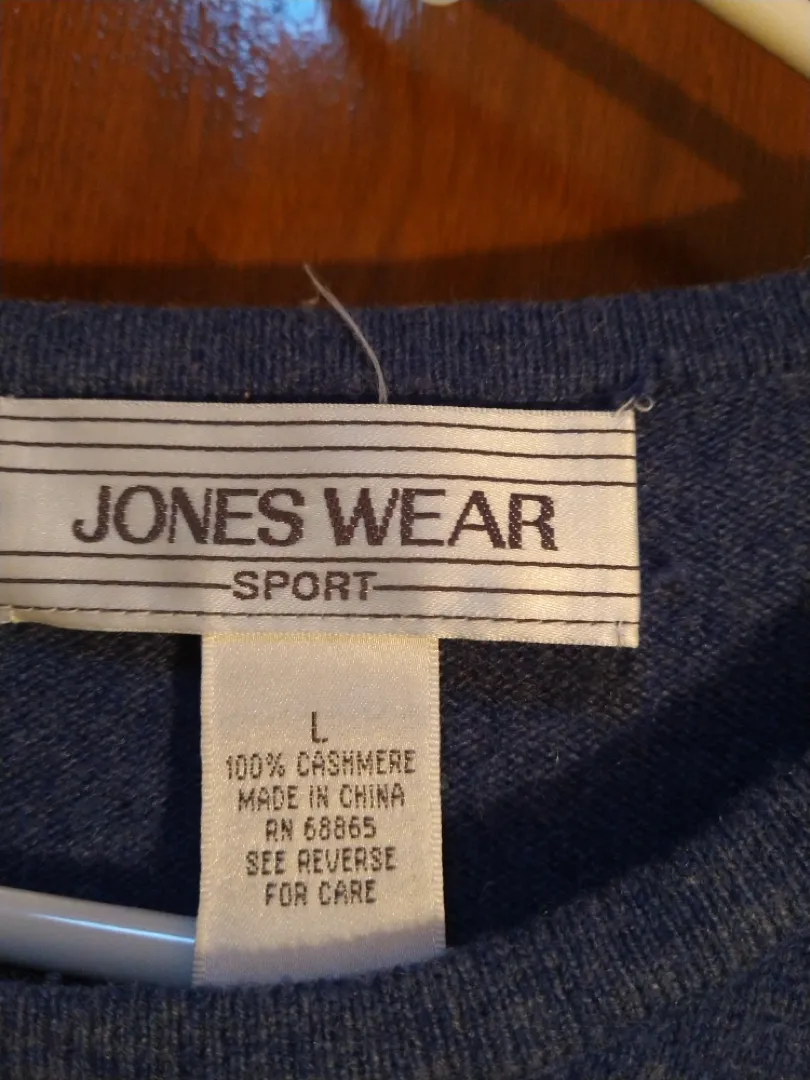 JONES WEAR
SPORT
L
100% CASHMERE
MADE IN CHINA
RN 68865
SEE REVERSE
FOR CARE